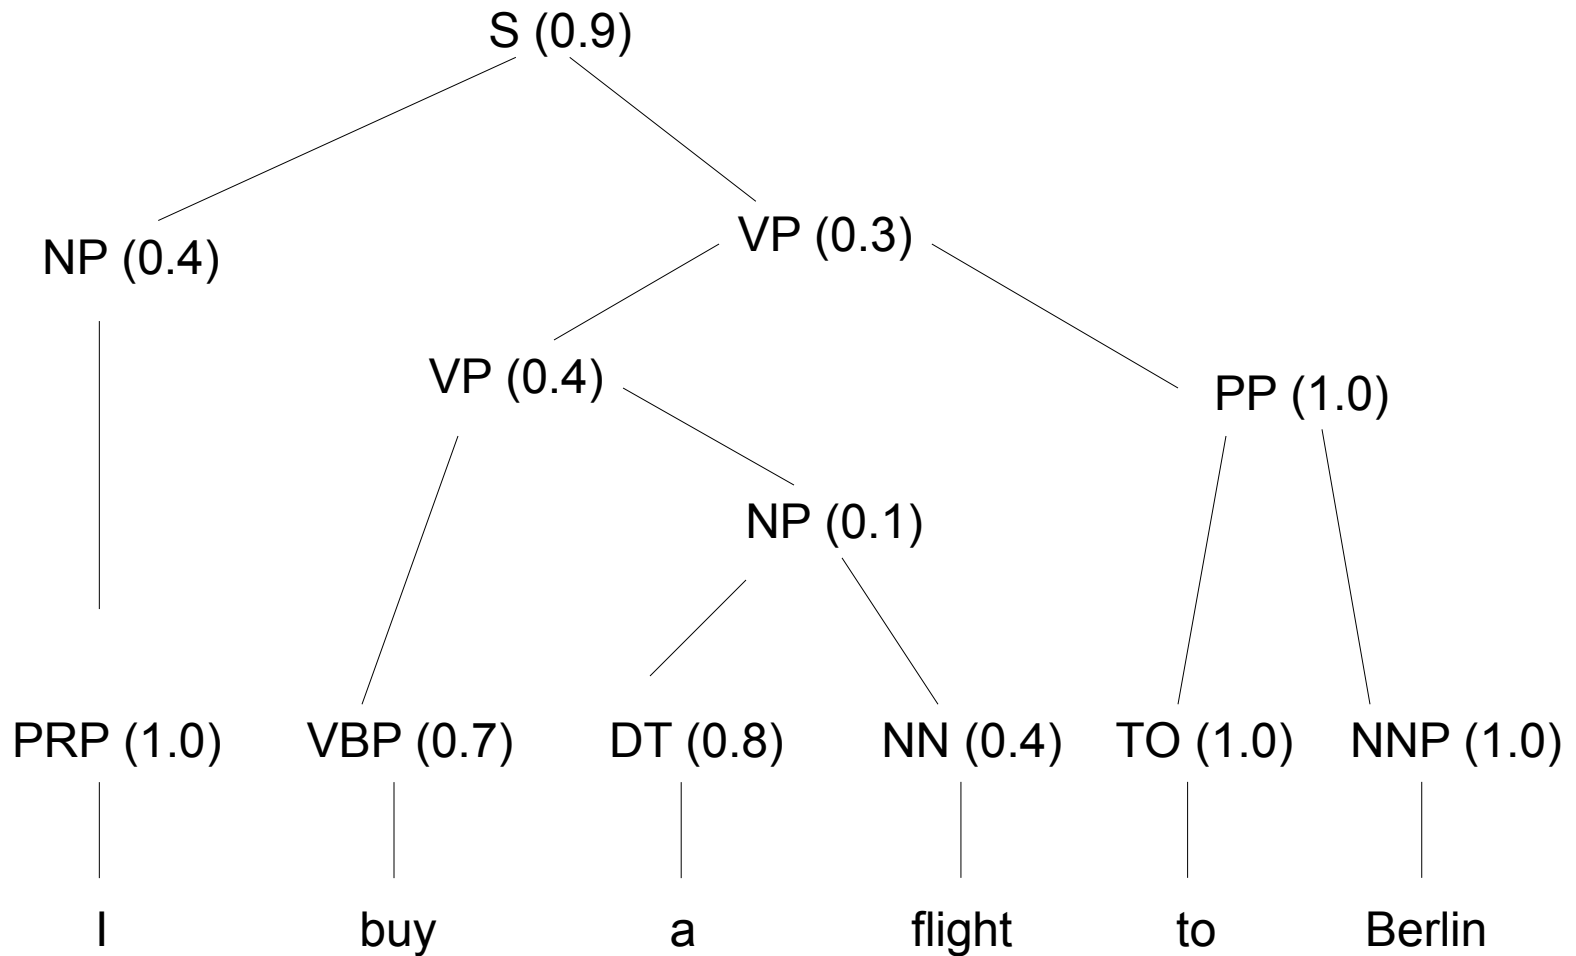 S (0.9)
NP (0.4)
VP (0.3)
VP (0.4)
PP (1.0)
NP (0.1)
PRP (1.0) VBP (0.7) DT (0.8) NN (0.4) TO (1.0) NNP (1.0)
I buy a flight to Berlin